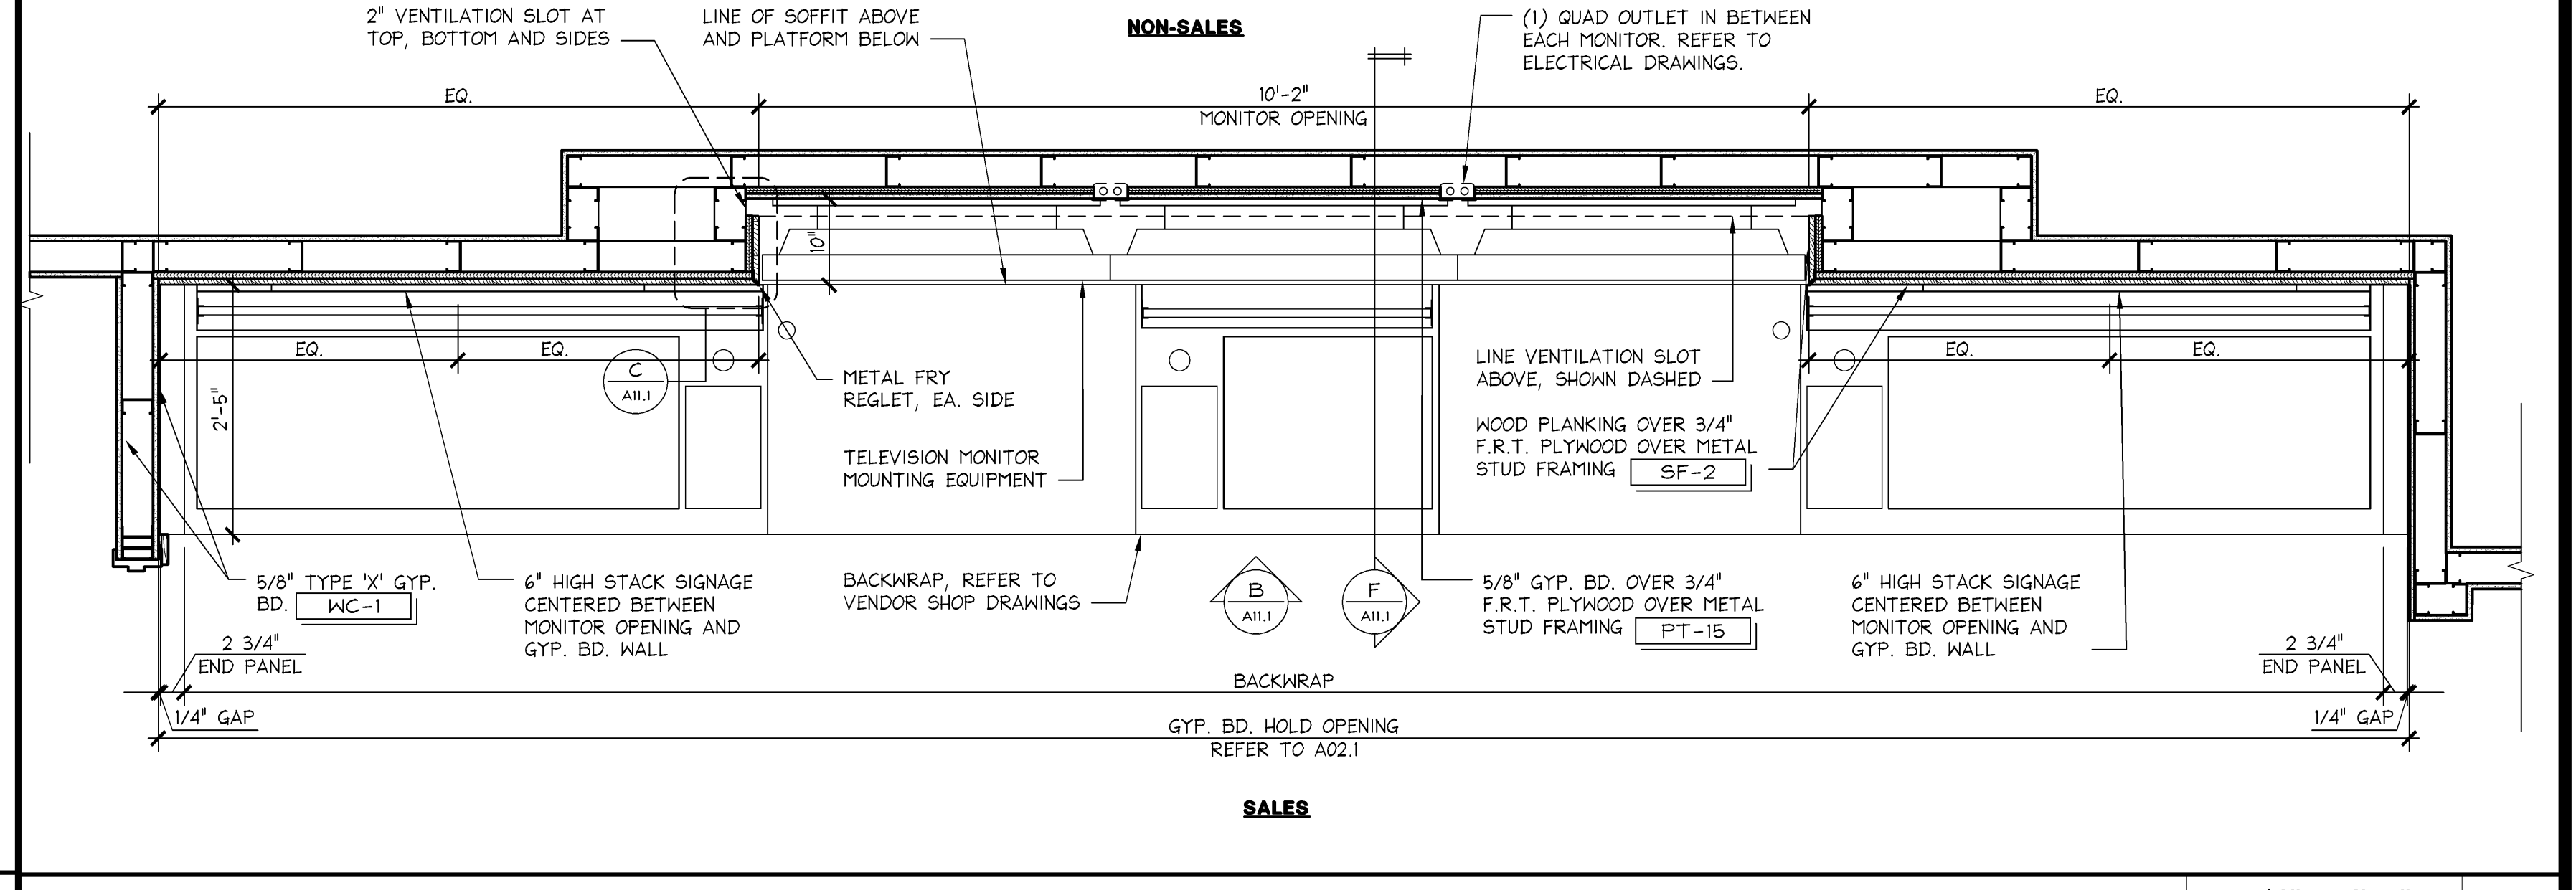 2" VENTILATION SLOT AT
TOP, BOTTOM AND SIDES
LINE OF SOFFIT ABOVE
AND PLATFORM BELOW
NON-SALES
(1) QUAD OUTLET IN BETWEEN
EACH MONITOR. REFER TO
ELECTRICAL DRAWINGS.
EQ.
10'-2"
MONITOR OPENING
EQ.
10"
EQ.
EQ.
2'-5"
C
A11.1
METAL FRY
REGLET, EA. SIDE
TELEVISION MONITOR
MOUNTING EQUIPMENT
LINE VENTILATION SLOT
ABOVE, SHOWN DASHED
WOOD PLANKING OVER 3/4"
F.R.T. PLYWOOD OVER METAL
STUD FRAMING SF-2
EQ.
EQ.
5/8" TYPE 'X' GYP.
BD. WC-1
6" HIGH STACK SIGNAGE
CENTERED BETWEEN
MONITOR OPENING AND
GYP. BD. WALL
BACKWRAP, REFER TO
VENDOR SHOP DRAWINGS
B
A11.1
F
A11.1
5/8" GYP. BD. OVER 3/4"
F.R.T. PLYWOOD OVER METAL
STUD FRAMING PT-15
6" HIGH STACK SIGNAGE
CENTERED BETWEEN
MONITOR OPENING AND
GYP. BD. WALL
2 3/4"
END PANEL
2 3/4"
END PANEL
BACKWRAP
1/4" GAP
1/4" GAP
GYP. BD. HOLD OPENING
REFER TO A02.1
SALES